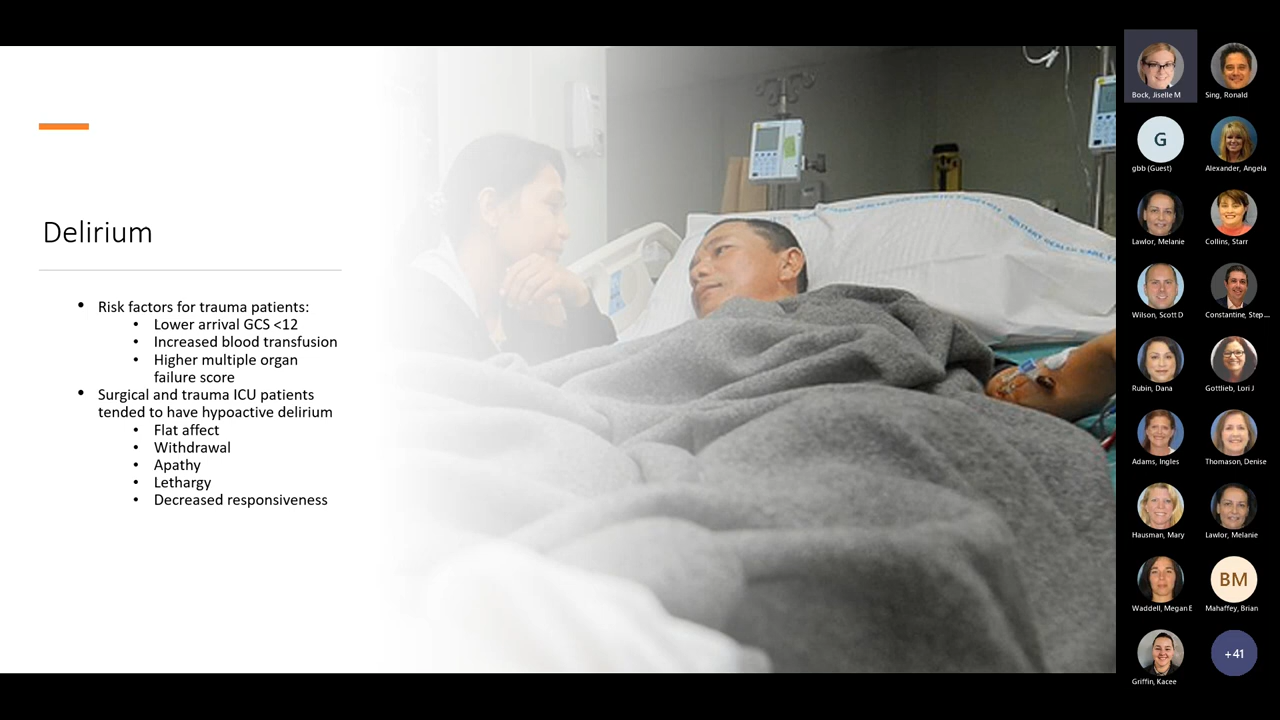 Delirium
• Risk factors for trauma patients:
• Lower arrival GCS <12
• Increased blood transfusion
• Higher multiple organ
failure score
• Surgical and trauma ICU patients
tended to have hypoactive delirium
• Flat affect
• Withdrawal
• Apathy
• Lethargy
• Decreased responsiveness
Bock, Jiselle M
Sing, Ronald
G
gbb (Guest)
Alexander, Angela
Lawlor, Melanie
Collins, Starr
Wilson, Scott D
Constantine, Step...
Rubin, Dana
Gottlieb, Lori J
Adams, Ingles
Thomason, Denise
Hausman, Mary
Lawlor, Melanie
Waddell, Megan E
BM
Mahaffey, Brian
Griffin, Kacee
+41